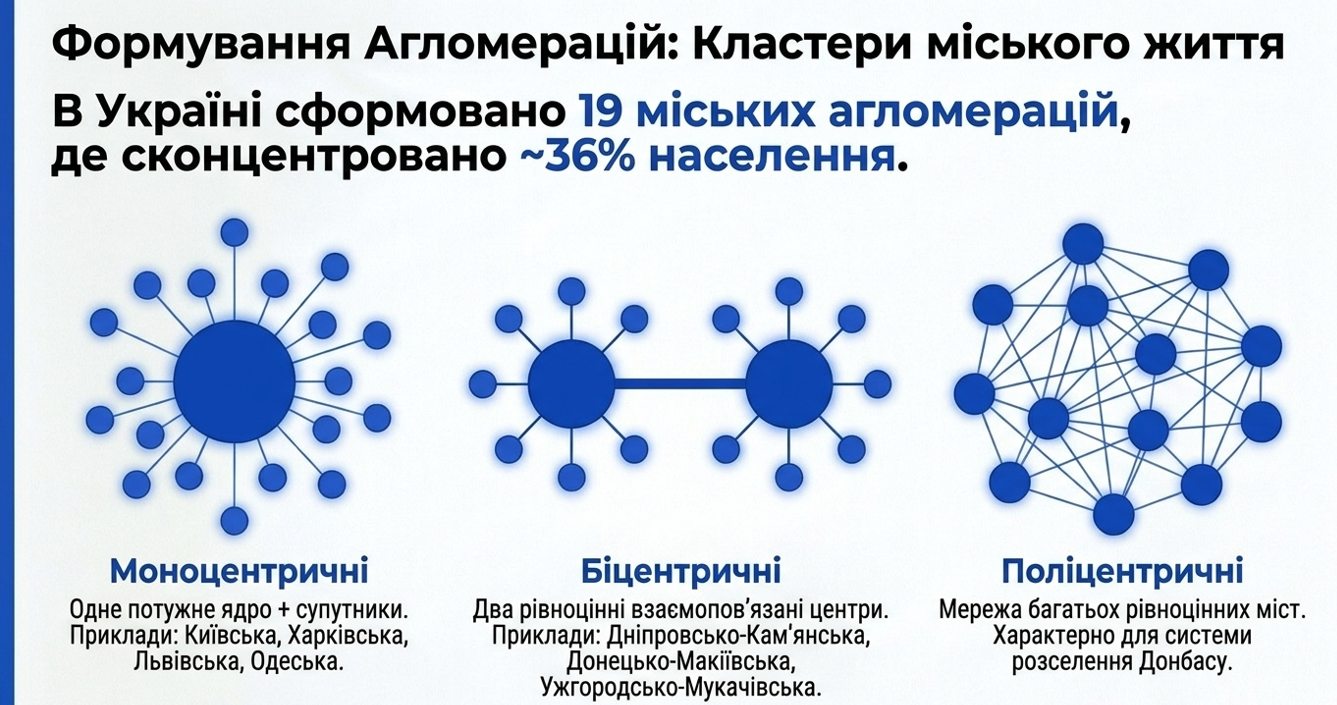 Формування Агломерацій: Кластери міського життя
В Україні сформовано 19 міських агломерацій,
де сконцентровано ~36% населення.
Моноцентричні
Одне потужне ядро + супутники.
Приклади: Київська, Харківська,
Львівська, Одеська.
Біцентричні
Два рівноцінні взаємопов’язані центри.
Приклади: Дніпровсько-Кам'янська,
Донецько-Макіївська,
Ужгородсько-Мукачівська.
Поліцентричні
Мережа багатьох рівноцінних міст.
Характерно для системи
розселення Донбасу.